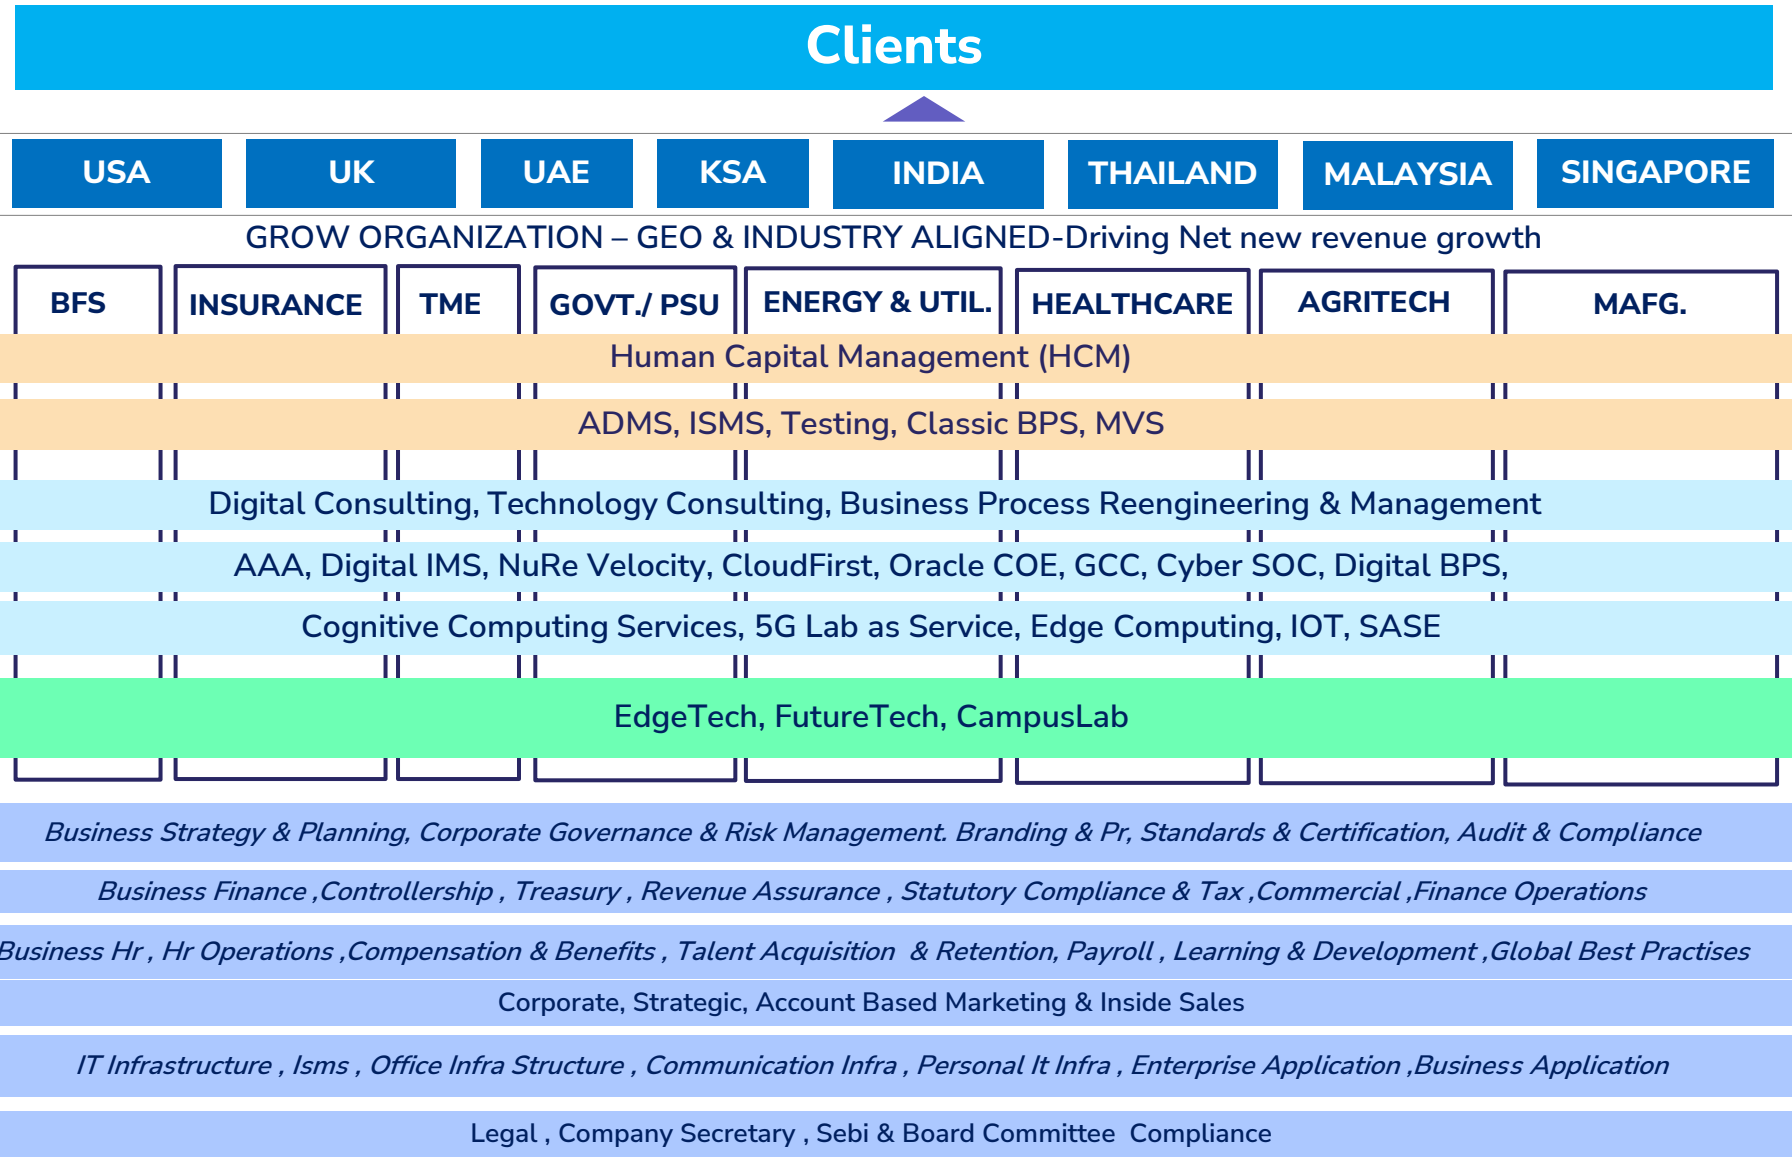 Clients
USA UK UAE KSA INDIA THAILAND MALAYSIA SINGAPORE
GROW ORGANIZATION – GEO & INDUSTRY ALIGNED-Driving Net new revenue growth
BFS INSURANCE TME GOVT./ PSU ENERGY & UTIL. HEALTHCARE AGRITECH MAFG.
Human Capital Management (HCM)
ADMS, ISMS, Testing, Classic BPS, MVS
Digital Consulting, Technology Consulting, Business Process Reengineering & Management
AAA, Digital IMS, NuRe Velocity, CloudFirst, Oracle COE, GCC, Cyber SOC, Digital BPS,
Cognitive Computing Services, 5G Lab as Service, Edge Computing, IOT, SASE
EdgeTech, FutureTech, CampusLab
Business Strategy & Planning, Corporate Governance & Risk Management. Branding & Pr, Standards & Certification, Audit & Compliance
Business Finance ,Controllership , Treasury , Revenue Assurance , Statutory Compliance & Tax ,Commercial ,Finance Operations
Business Hr , Hr Operations ,Compensation & Benefits , Talent Acquisition & Retention, Payroll , Learning & Development ,Global Best Practises
Corporate, Strategic, Account Based Marketing & Inside Sales
IT Infrastructure , Isms , Office Infra Structure , Communication Infra , Personal It Infra , Enterprise Application ,Business Application
Legal , Company Secretary , Sebi & Board Committee Compliance